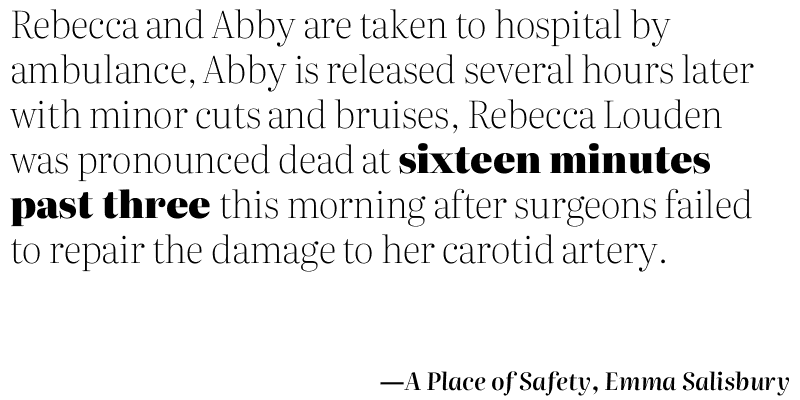 Rebecca and Abby are taken to hospital by
ambulance, Abby is released several hours later
with minor cuts and bruises, Rebecca Louden
was pronounced dead at sixteen minutes
past three this morning after surgeons failed
to repair the damage to her carotid artery.
—A Place of Safety, Emma Salisbury